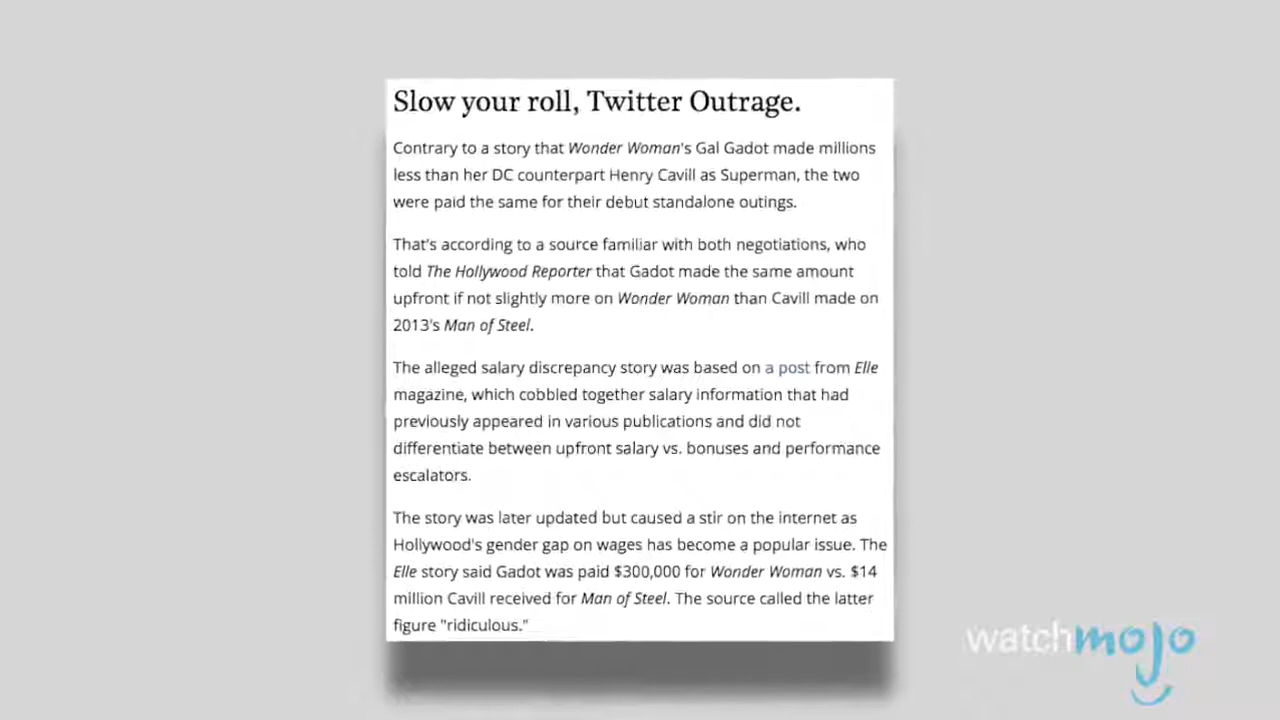 Slow your roll, Twitter Outrage.
Contrary to a story that Wonder Woman's Gal Gadot made millions
less than her DC counterpart Henry Cavill as Superman, the two
were paid the same for their debut standalone outings.
That's according to a source familiar with both negotiations, who
told The Hollywood Reporter that Gadot made the same amount
upfront if not slightly more on Wonder Woman than Cavill made on
2013's Man of Steel.
The alleged salary discrepancy story was based on a post from Elle
magazine, which cobbled together salary information that had
previously appeared in various publications and did not
differentiate between upfront salary vs. bonuses and performance
escalators.
The story was later updated but caused a stir on the internet as
Hollywood's gender gap on wages has become a popular issue. The
Elle story said Gadot was paid $300,000 for Wonder Woman vs. $14
million Cavill received for Man of Steel. The source called the latter
figure "ridiculous."
watchmojo